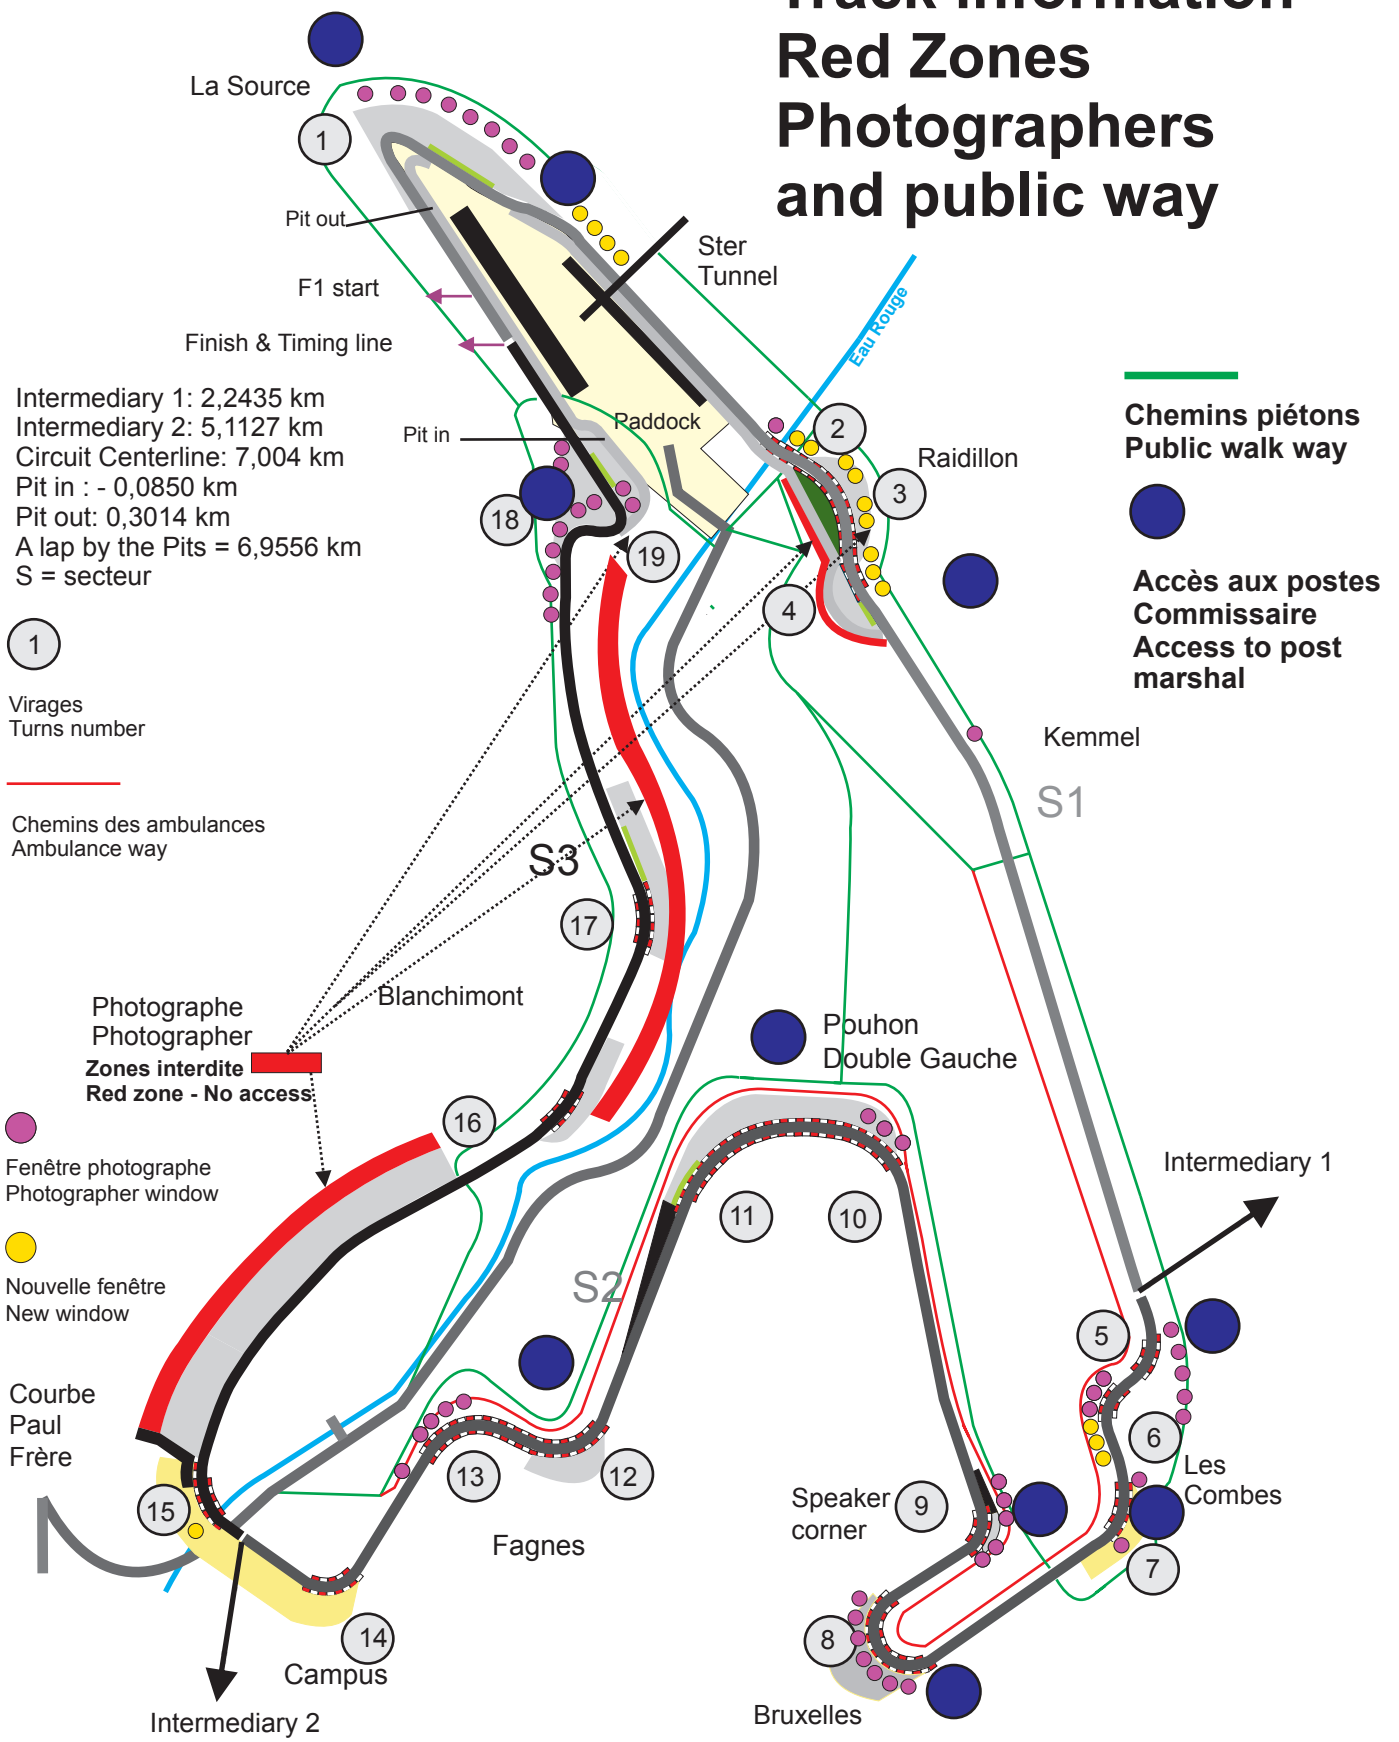 Track information
Red Zones
Photographers
and public way
La Source
1
Pit out
F1 start
Finish & Timing line
Ster
Tunnel
Eau Rouge
Intermediary 1: 2,2435 km
Intermediary 2: 5,1127 km
Circuit Centerline: 7,004 km
Pit in : - 0,0850 km
Pit out: 0,3014 km
A lap by the Pits = 6,9556 km
S = secteur
Pit in
Paddock
2
Raidillon
3
18
19
4
Chemins piétons
Public walk way
Accès aux postes
Commissaire
Access to post
marshal
1
Virages
Turns number
Chemins des ambulances
Ambulance way
Kemmel
S1
S3
17
Blanchimont
Photographe
Photographer
Zones interdite
Red zone - No access
Pouhon
Double Gauche
16
Fenêtre photographe
Photographer window
Nouvelle fenêtre
New window
11
10
Intermediary 1
S2
5
6
Les
Combes
Courbe
Paul
Frère
15
13
12
Fagnes
Speaker
corner
9
7
14
Campus
8
Bruxelles
Intermediary 2